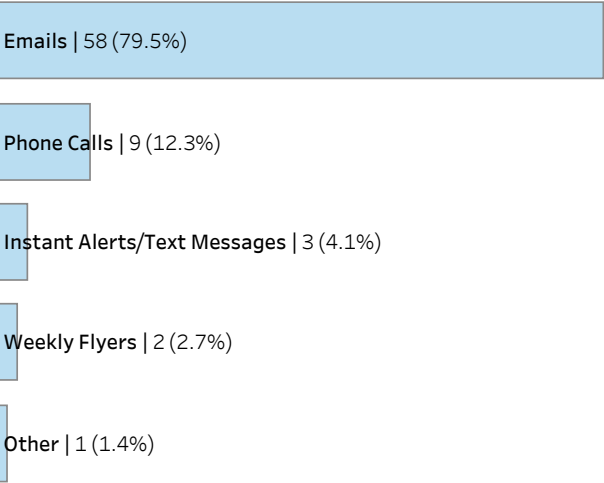 Emails | 58 (79.5%)
Phone Calls | 9 (12.3%)
Instant Alerts/Text Messages | 3 (4.1%)
Weekly Flyers | 2 (2.7%)
Other | 1 (1.4%)